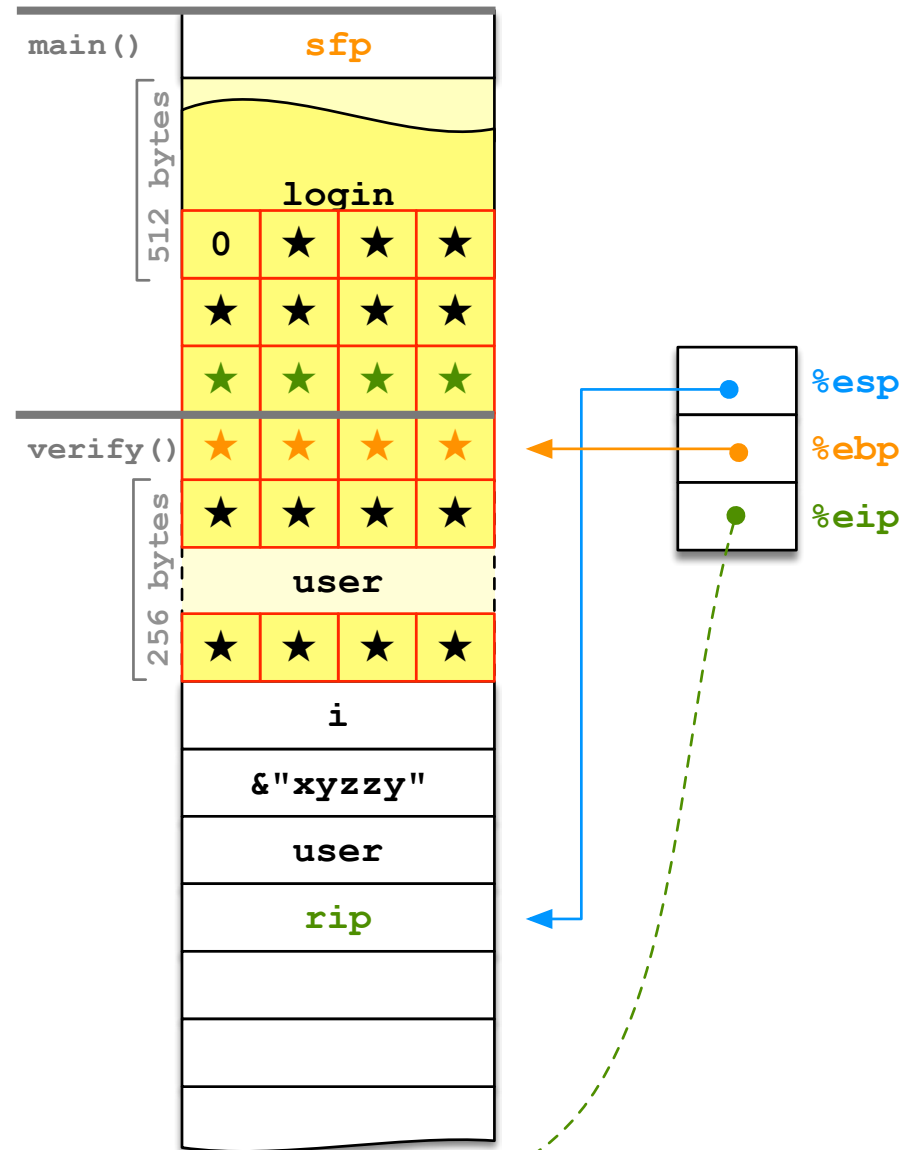 main()
sfp
512 bytes
login
0 ★ ★ ★
★ ★ ★ ★
★ ★ ★ ★
%esp
verify()
★ ★ ★ ★
%ebp
★ ★ ★ ★
%eip
256 bytes
user
★ ★ ★ ★
i
&"xyzzy"
user
rip